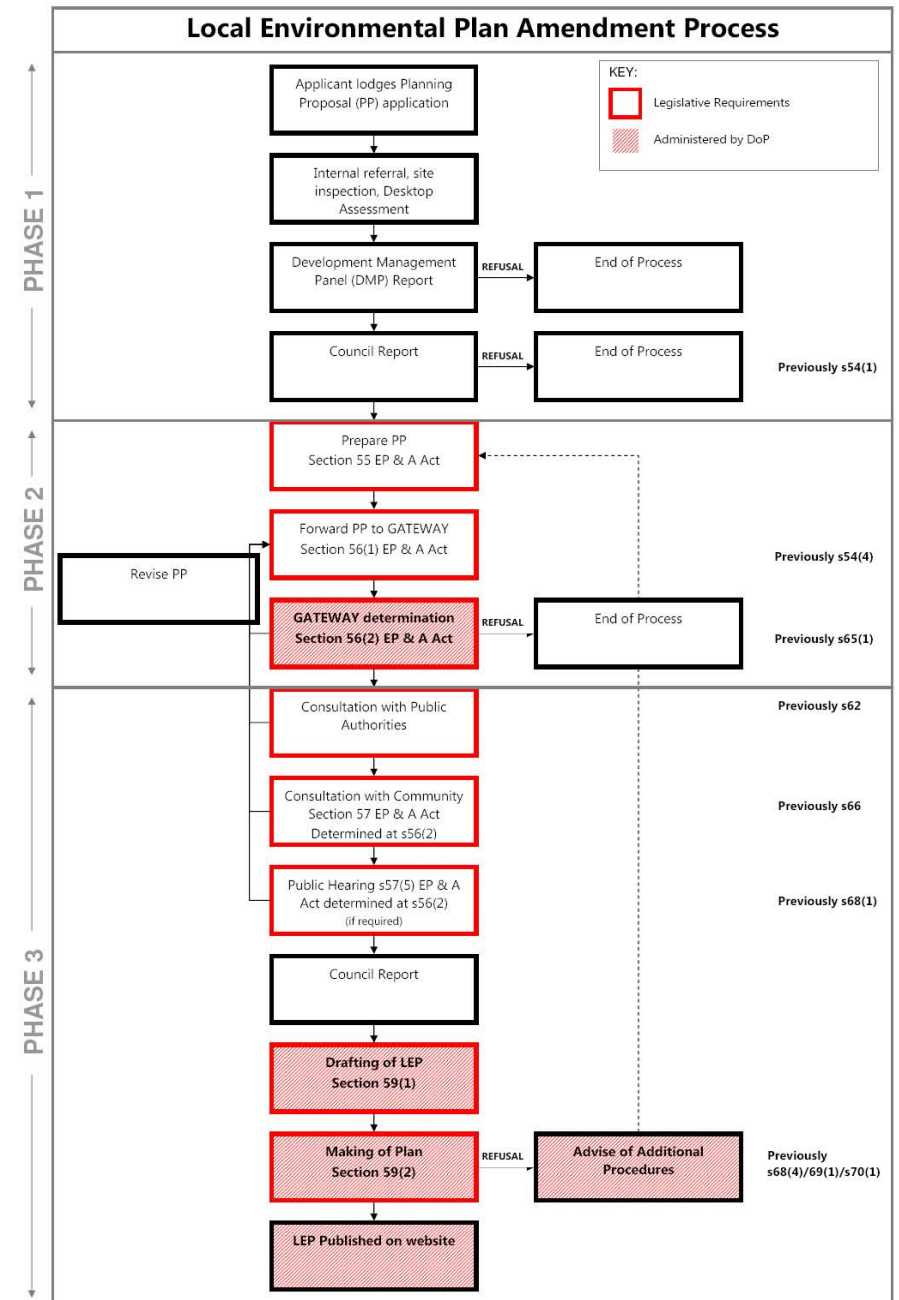 Local Environmental Plan Amendment Process
KEY:
Legislative Requirements
Administered by DoP
PHASE 1
Applicant lodges Planning
Proposal (PP) application
Internal referral, site
inspection, Desktop
Assessment
Development Management
Panel (DMP) Report
REFUSAL
End of Process
Council Report
REFUSAL
End of Process
Previously s54(1)
PHASE 2
Prepare PP
Section 55 EP & A Act
Forward PP to GATEWAY
Section 56(1) EP & A Act
Previously s54(4)
Revise PP
GATEWAY determination
Section 56(2) EP & A Act
REFUSAL
End of Process
Previously s65(1)
PHASE 3
Consultation with Public
Authorities
Previously s62
Consultation with Community
Section 57 EP & A Act
Determined at s56(2)
Previously s66
Public Hearing s57(5) EP & A
Act determined at s56(2)
(if required)
Previously s68(1)
Council Report
Drafting of LEP
Section 59(1)
Making of Plan
Section 59(2)
REFUSAL
Advise of Additional
Procedures
Previously
s68(4)/69(1)/s70(1)
LEP Published on website